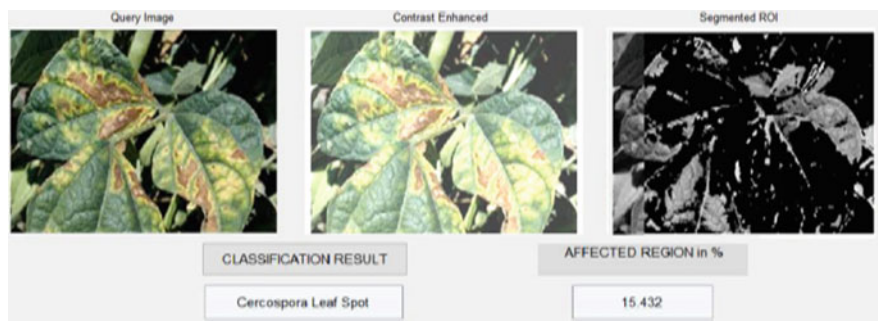 Query Image
Contrast Enhanced
Segmented ROI
CLASSIFICATION RESULT
AFFECTED REGION in %
Cercospora Leaf Spot
15.432